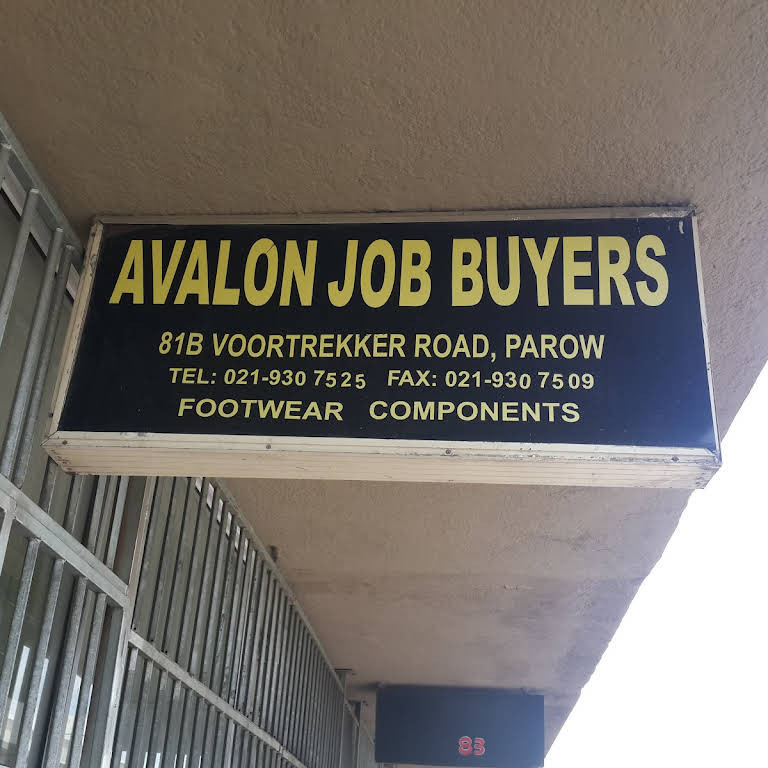 AVALON JOB BUYERS
81B VOORTREKKER ROAD, PAROW
TEL: 021-930 7525 FAX: 021-930 7509
FOOTWEAR COMPONENTS
83